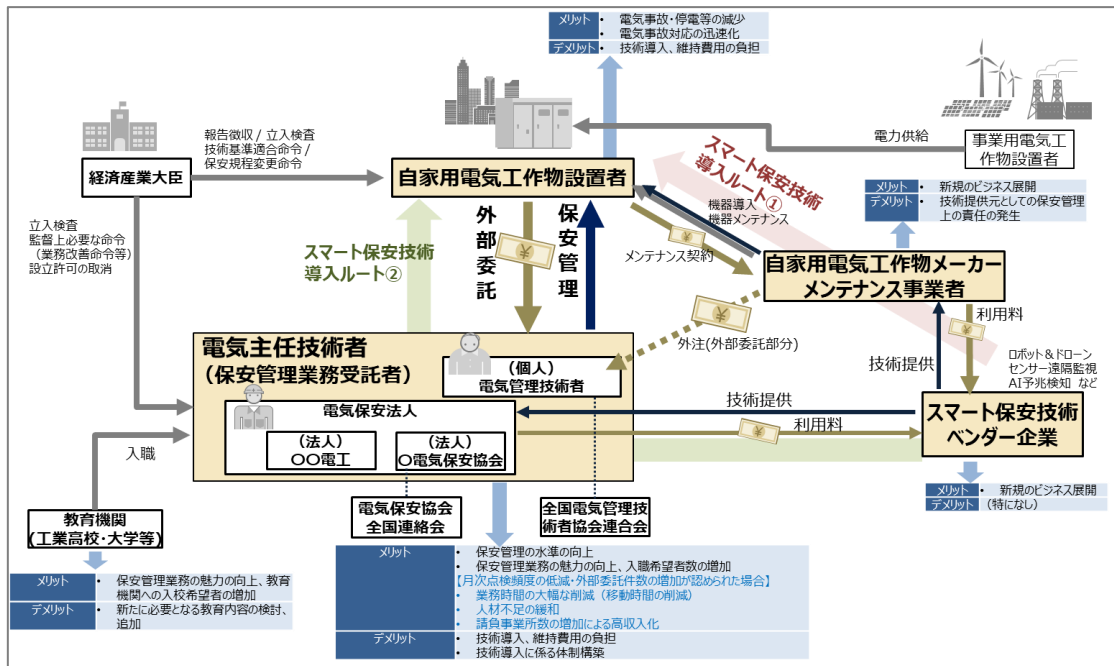 メリット
• 電気事故・停電等の減少
• 電気事故対応の迅速化
デメリット
• 技術導入、維持費用の負担
報告徴収 / 立入検査
技術基準適合命令 /
保安規程変更命令
経済産業大臣
自家用電気工作物設置者
電力供給
事業用電気工
作物設置者
スマート保安技術
導入ルート①
メリット
• 新規のビジネス展開
デメリット
• 技術提供元としての保安管理
上の責任の発生
機器導入
機器メンテナンス
メンテナンス契約
立入検査
監督上必要な命令
（業務改善命令等）
設立許可の取消
スマート保安技術
導入ルート②
外部委託
保安管理
自家用電気工作物メーカー
メンテナンス事業者
外注(外部委託部分)
利用料
技術提供
ロボット＆ドローン
センサー遠隔監視
AI予兆検知 など
電気主任技術者
（保安管理業務受託者）
（個人）
電気管理技術者
電気保安法人
（法人）
〇〇電工
（法人）
〇電気保安協会
技術提供
利用料
スマート保安技術
ベンダー企業
入職
電気保安協会
全国連絡会
全国電気管理技
術者協会連合会
メリット
• 新規のビジネス展開
デメリット
（特になし）
教育機関
(工業高校・大学等)
メリット
• 保安管理業務の魅力の向上、教育
機関への入校希望者の増加
デメリット
• 新たに必要となる教育内容の検討、
追加
メリット
• 保安管理の水準の向上
• 保安管理業務の魅力の向上、入職希望者数の増加
【月次点検頻度の低減・外部委託件数の増加が認められた場合】
• 業務時間の大幅な削減（移動時間の削減）
• 人材不足の緩和
• 請負事業所数の増加による高収入化
デメリット
• 技術導入、維持費用の負担
• 技術導入に係る体制構築